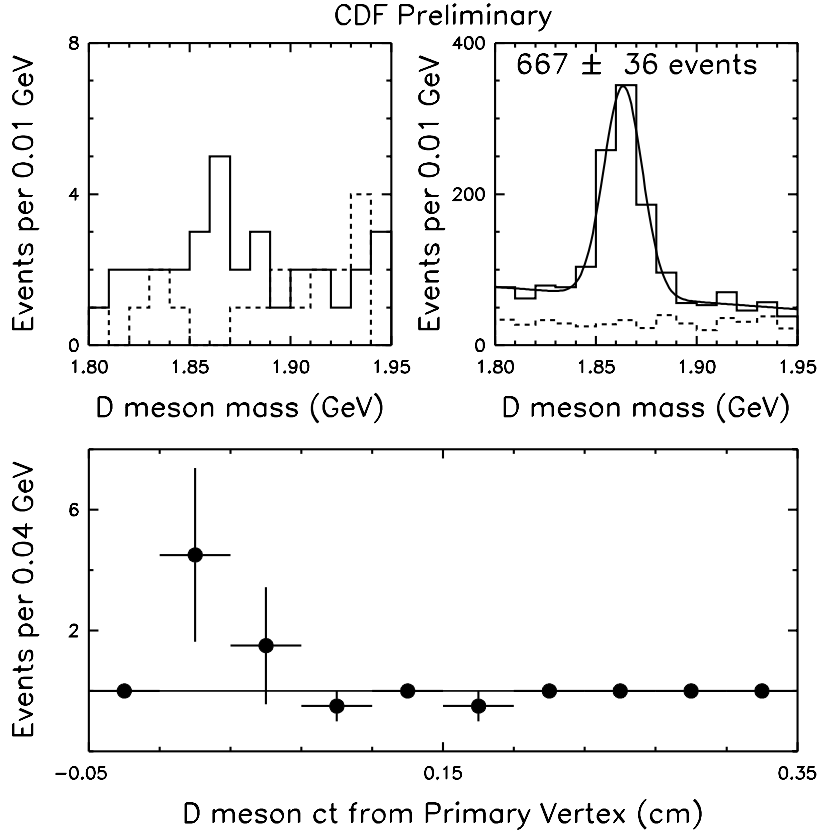 CDF Preliminary
8
4
0
Events per 0.01 GeV
1.80 1.85 1.90 1.95
D meson mass (GeV)
400
200
0
Events per 0.01 GeV
667 ± 36 events
1.80 1.85 1.90 1.95
D meson mass (GeV)
6
2
Events per 0.04 GeV
−0.05 0.15 0.35
D meson ct from Primary Vertex (cm)